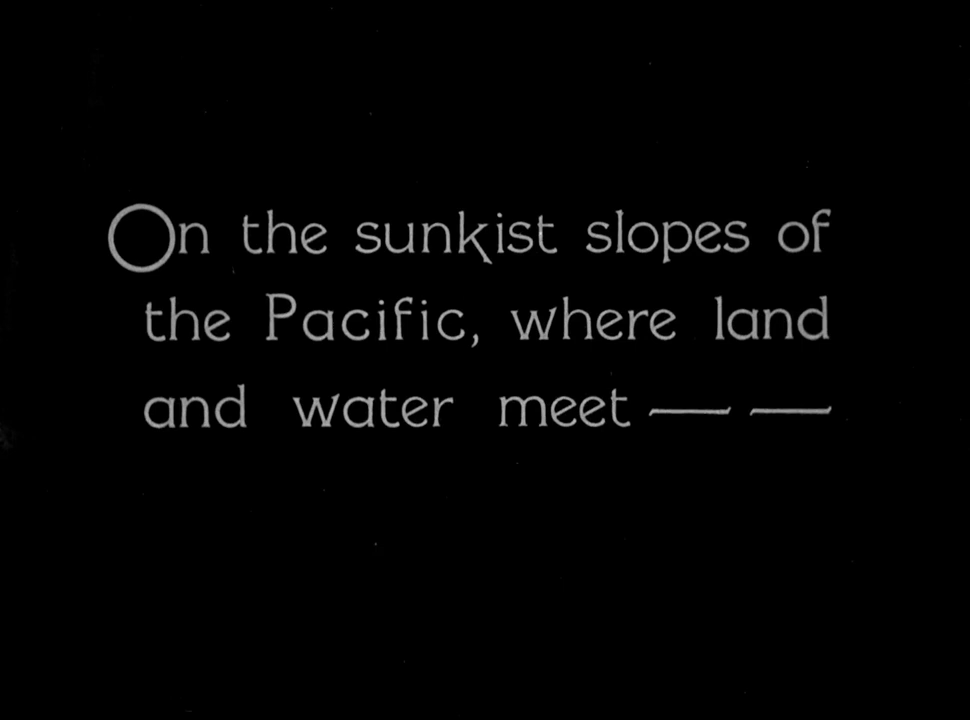 On the sunkist slopes of
the Pacific, where land
and water meet — —